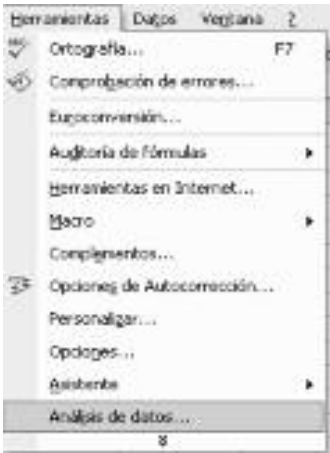 Herramientas Datos Ventana ?
Ortografía... F7
Comprobación de errores...
Euroconversión...
Auditoría de fórmulas
Herramientas en Internet...
Macro
Complementos...
Opciones de Autocorrección...
Personalizar...
Opciones...
Asistente
Análisis de datos...